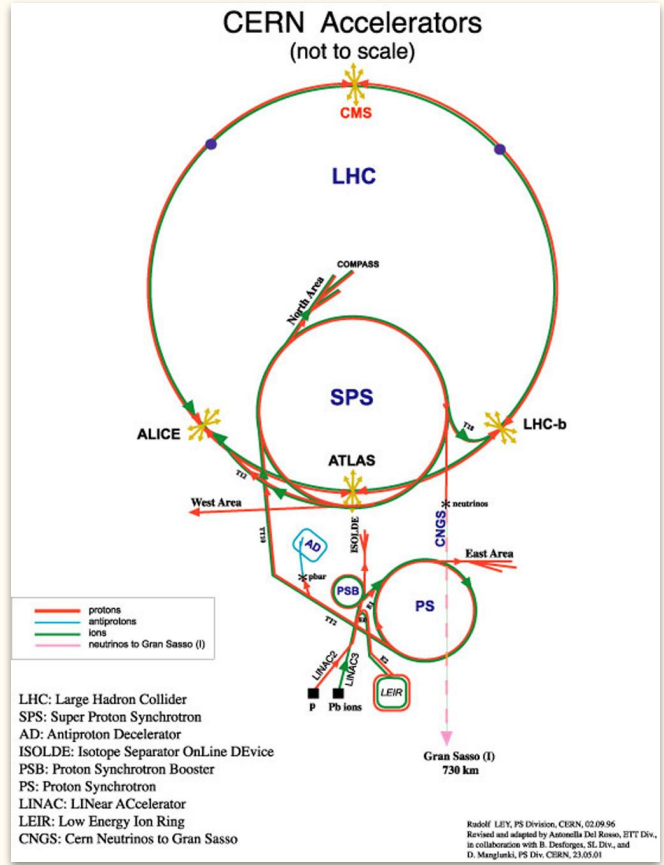 CERN Accelerators
(not to scale)
CMS
LHC
COMPASS
North Area
SPS
ALICE
LHC-b
ATLAS
T12
T18
West Area
neutrinos
CNGS
ISOLDE
East Area
AD
pbar
PSB
PS
TT2
E2
LINAC2
LINAC3
LEIR
p
Pb ions
protons
antiprotons
ions
neutrinos to Gran Sasso (I)
Gran Sasso (I)
730 km
LHC: Large Hadron Collider
SPS: Super Proton Synchrotron
AD: Antiproton Decelerator
ISOLDE: Isotope Separator OnLine DEvice
PSB: Proton Synchrotron Booster
PS: Proton Synchrotron
LINAC: LINear ACcelerator
LEIR: Low Energy Ion Ring
CNGS: Cern Neutrinos to Gran Sasso
Rudolf LEY, PS Division, CERN, 02.09.96
Revised and adapted by Antonella Del Rosso, ETT Div.,
in collaboration with B. Desforges, SL Div., and
D. Manglunki, PS Div. CERN, 23.05.01